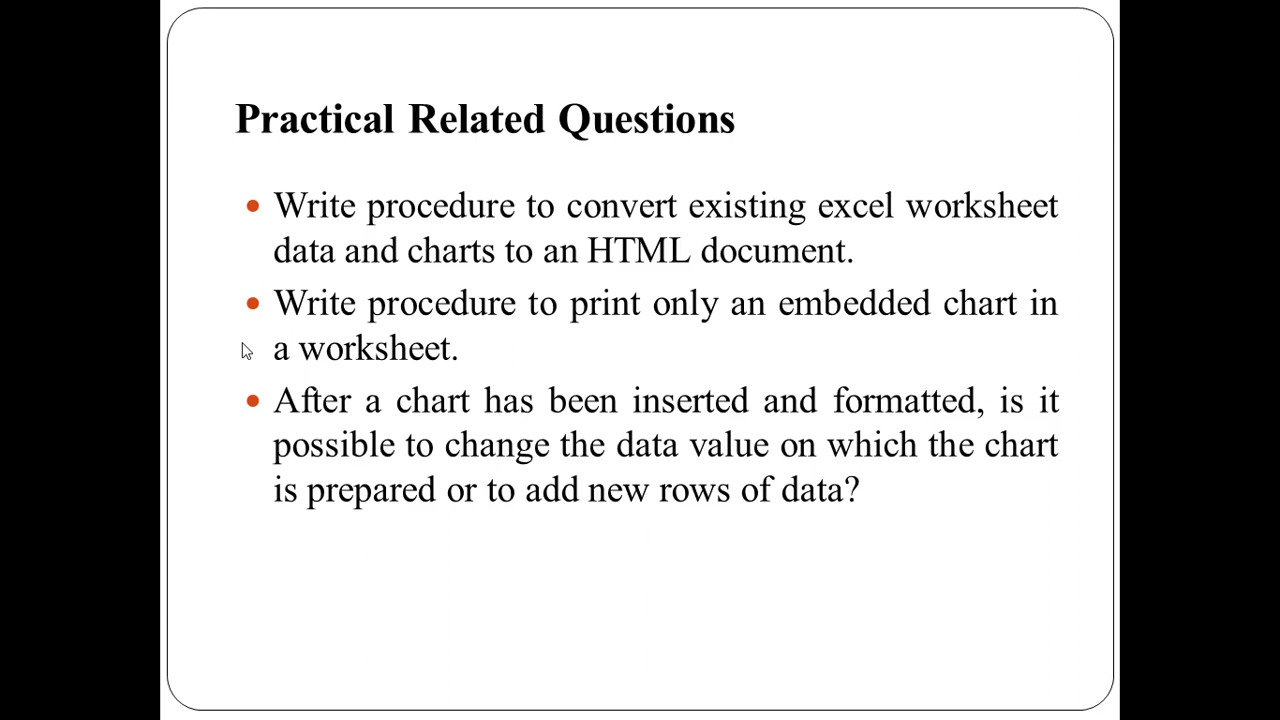 Practical Related Questions
• Write procedure to convert existing excel worksheet
data and charts to an HTML document.
• Write procedure to print only an embedded chart in
a worksheet.
• After a chart has been inserted and formatted, is it
possible to change the data value on which the chart
is prepared or to add new rows of data?